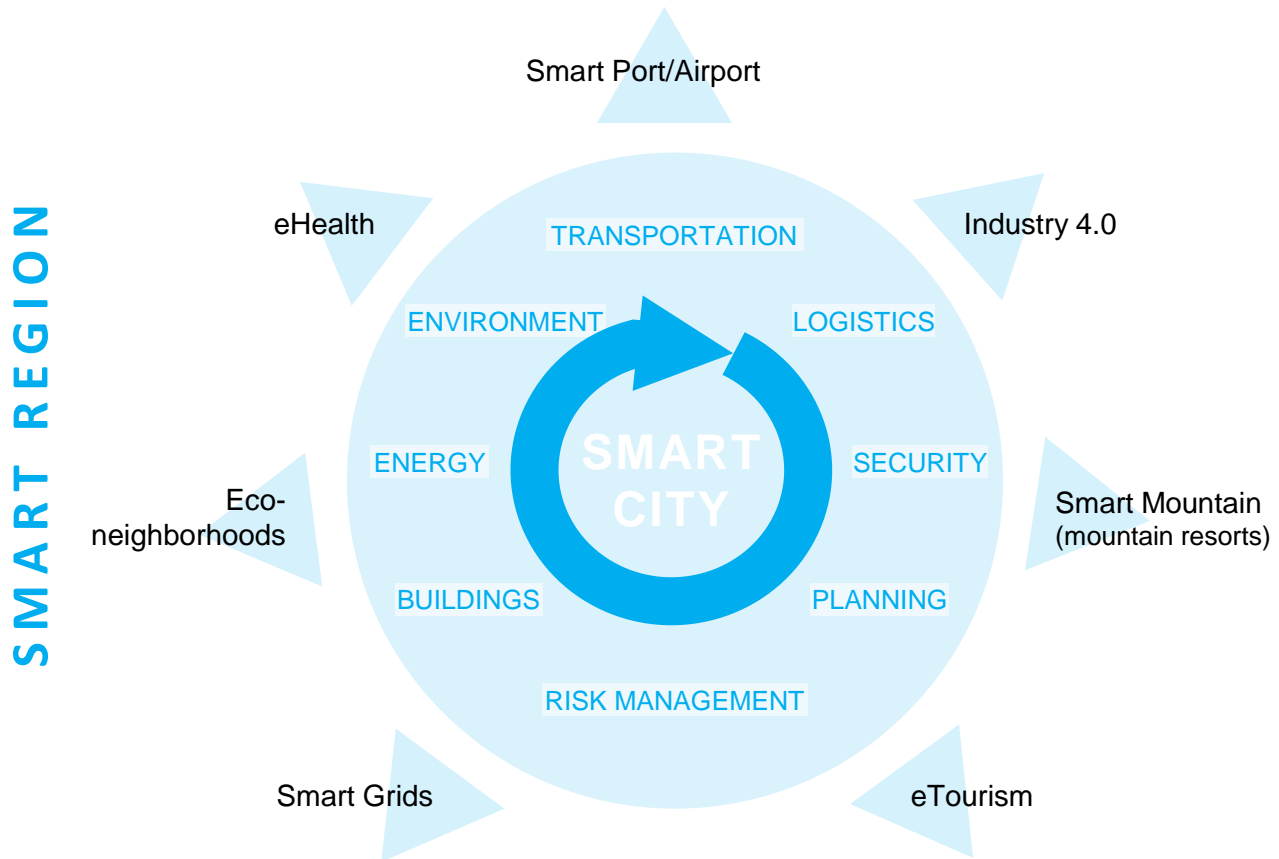 SMART REGION
Smart Port/Airport
eHealth
Industry 4.0
TRANSPORTATION
ENVIRONMENT
LOGISTICS
SMART
CITY
ENERGY
SECURITY
Eco-
neighborhoods
Smart Mountain
(mountain resorts)
BUILDINGS
PLANNING
RISK MANAGEMENT
Smart Grids
eTourism